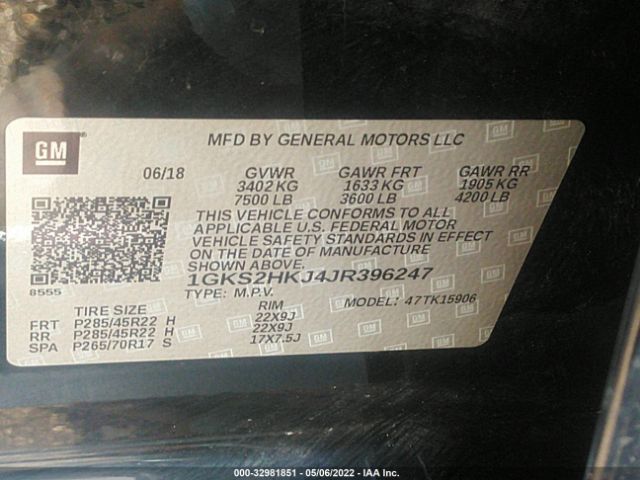 GM
MFD BY GENERAL MOTORS LLC
06/18 GVWR GAWR FRT GAWR RR
3402 KG 1633 KG 1905 KG
7500 LB 3600 LB 4200 LB
THIS VEHICLE CONFORMS TO ALL
APPLICABLE U.S. FEDERAL MOTOR
VEHICLE SAFETY STANDARDS IN EFFECT
ON THE DATE OF MANUFACTURE
SHOWN ABOVE.
8555
1GKS2HKJ4JR396247
TYPE: M.P.V. MODEL: 47TK15906
TIRE SIZE RIM
FRT P285/45R22 H 22X9J
RR P285/45R22 H 22X9J
SPA P265/70R17 S 17X7.5J
000-32981851 - 05/06/2022 - IAA Inc.